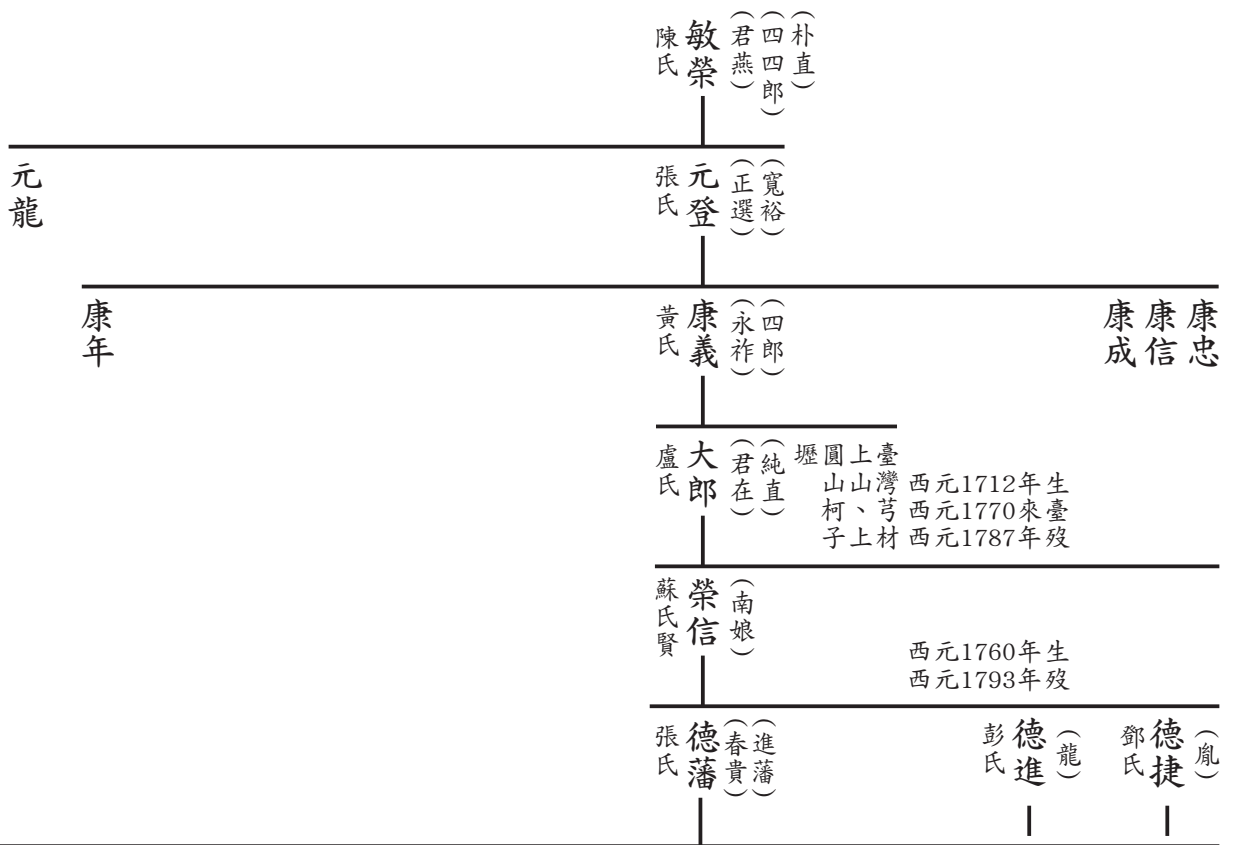 (朴直)
(四四郎)
(君燕)
敏榮
陳氏
(寬裕)
(正選)
元登
張氏
元龍
康忠
康信
康成
(四郎)
(永祚)
康義
黃氏
康年
西元1712年生
西元1770來臺
西元1787年歿
臺灣芎材
上山、上
圓山柯子
壢
(純直)
(君在)
大郎
盧氏
西元1760年生
西元1793年歿
(南娘)
榮信
蘇氏賢
(胤)
德捷
鄧氏
(龍)
德進
彭氏
(進藩)
(春貴)
德藩
張氏